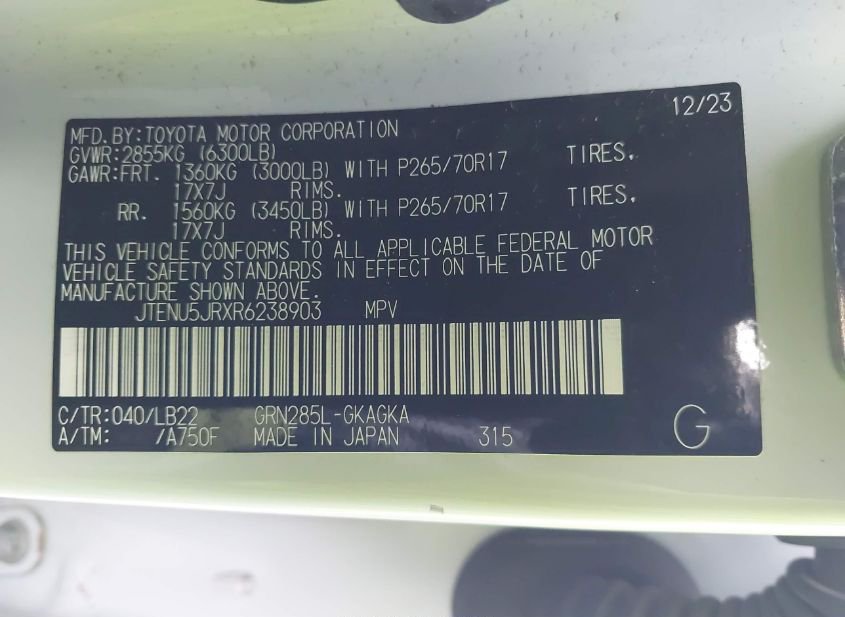 12/23
MFD.BY:TOYOTA MOTOR CORPORATION
GVWR:2855KG (6300LB)
GAWR:FRT. 1360KG (3000LB) WITH P265/70R17 TIRES.
17X7J RIMS.
RR. 1560KG (3450LB) WITH P265/70R17 TIRES.
17X7J RIMS.
THIS VEHICLE CONFORMS TO ALL APPLICABLE FEDERAL MOTOR
VEHICLE SAFETY STANDARDS IN EFFECT ON THE DATE OF
MANUFACTURE SHOWN ABOVE.
JTENU5JRXR6238903 MPV
C/TR:040/LB22 GRN285L-GKAGKA
A/TM: /A750F MADE IN JAPAN 315 G